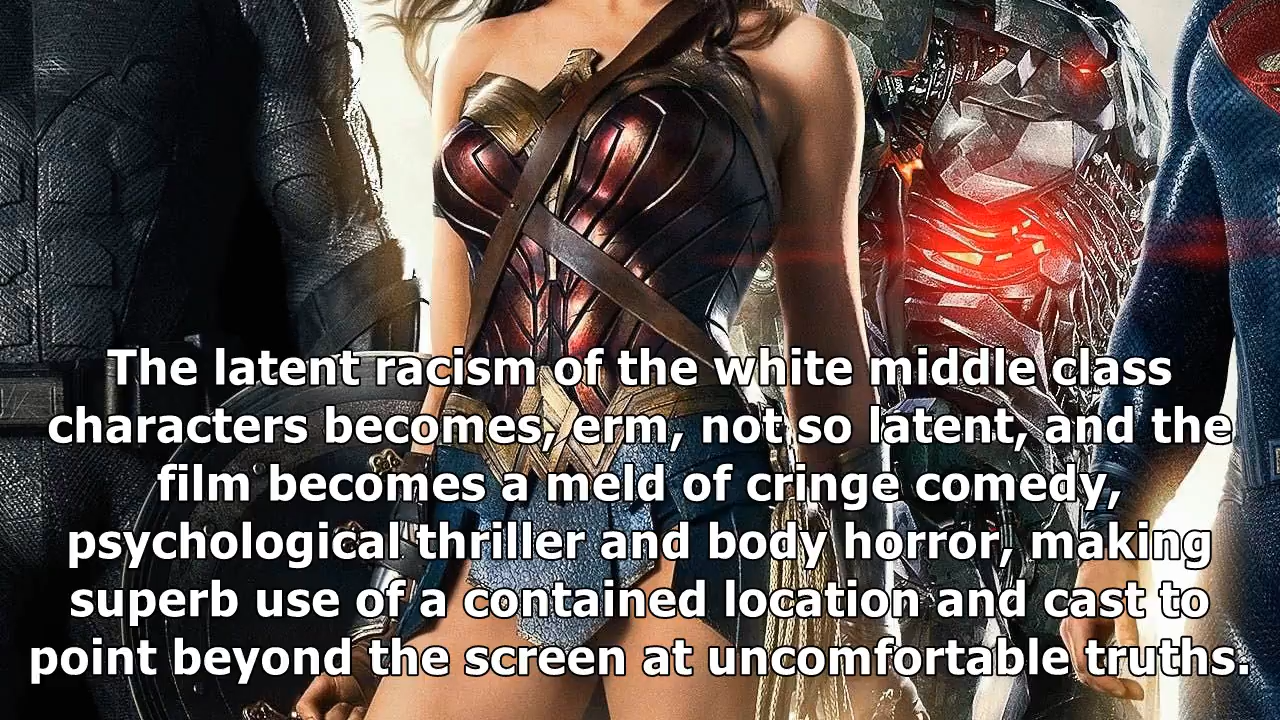 The latent racism of the white middle class
characters becomes, erm, not so latent, and the
film becomes a meld of cringe comedy,
psychological thriller and body horror, making
superb use of a contained location and cast to
point beyond the screen at uncomfortable truths.